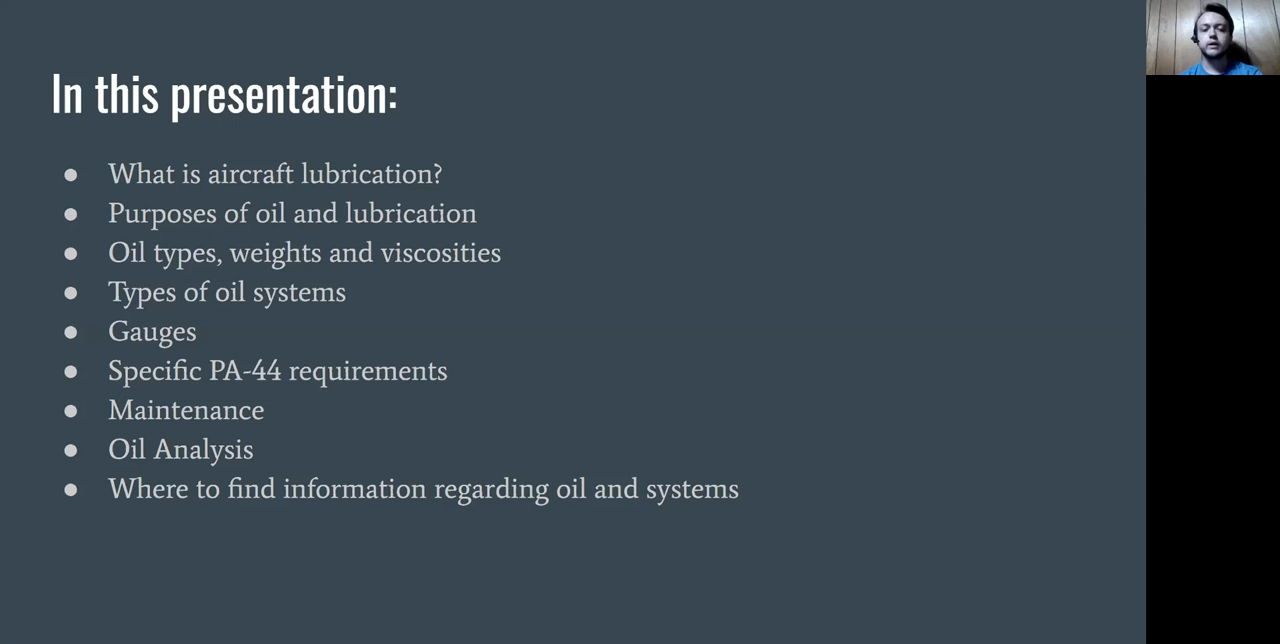 In this presentation:
● What is aircraft lubrication?
● Purposes of oil and lubrication
● Oil types, weights and viscosities
● Types of oil systems
● Gauges
● Specific PA-44 requirements
● Maintenance
● Oil Analysis
● Where to find information regarding oil and systems